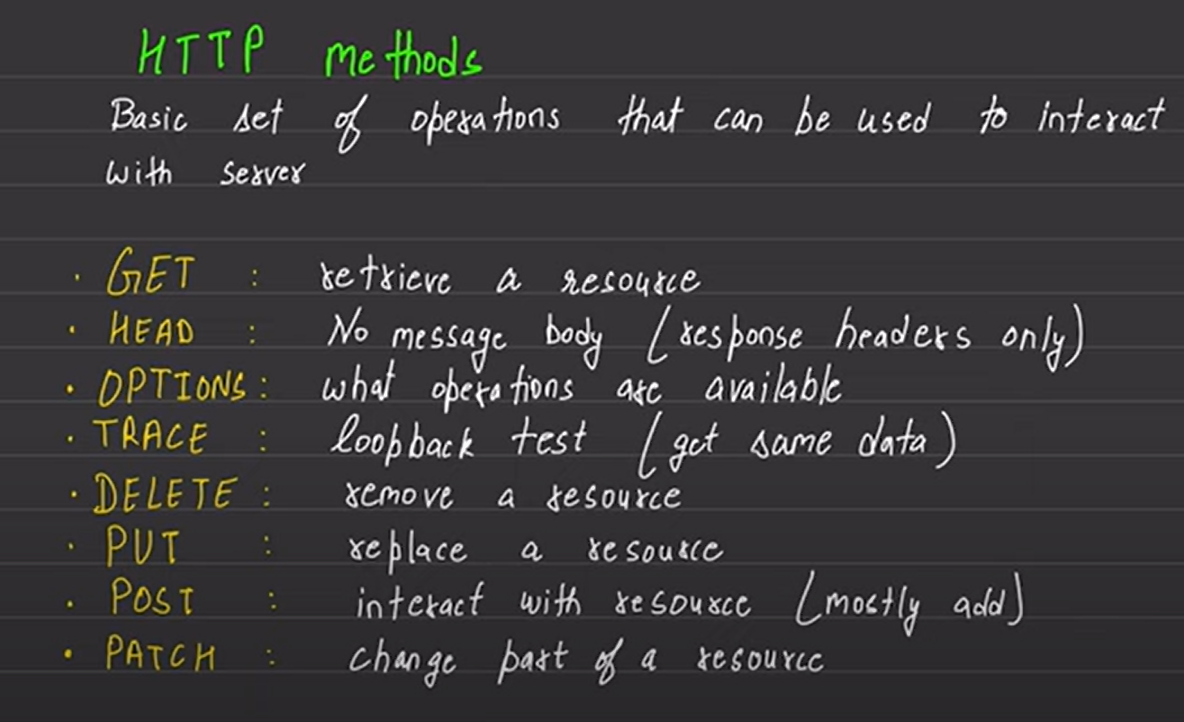 HTTP Methods
Basic set of operations that can be used to interact
with server
· GET : retrieve a resource
· HEAD : No message body (response headers only)
· OPTIONS : what operations are available
· TRACE : loopback test (get same data)
· DELETE : remove a resource
· PUT : replace a resource
· POST : interact with resource (mostly add)
· PATCH : change part of a resource